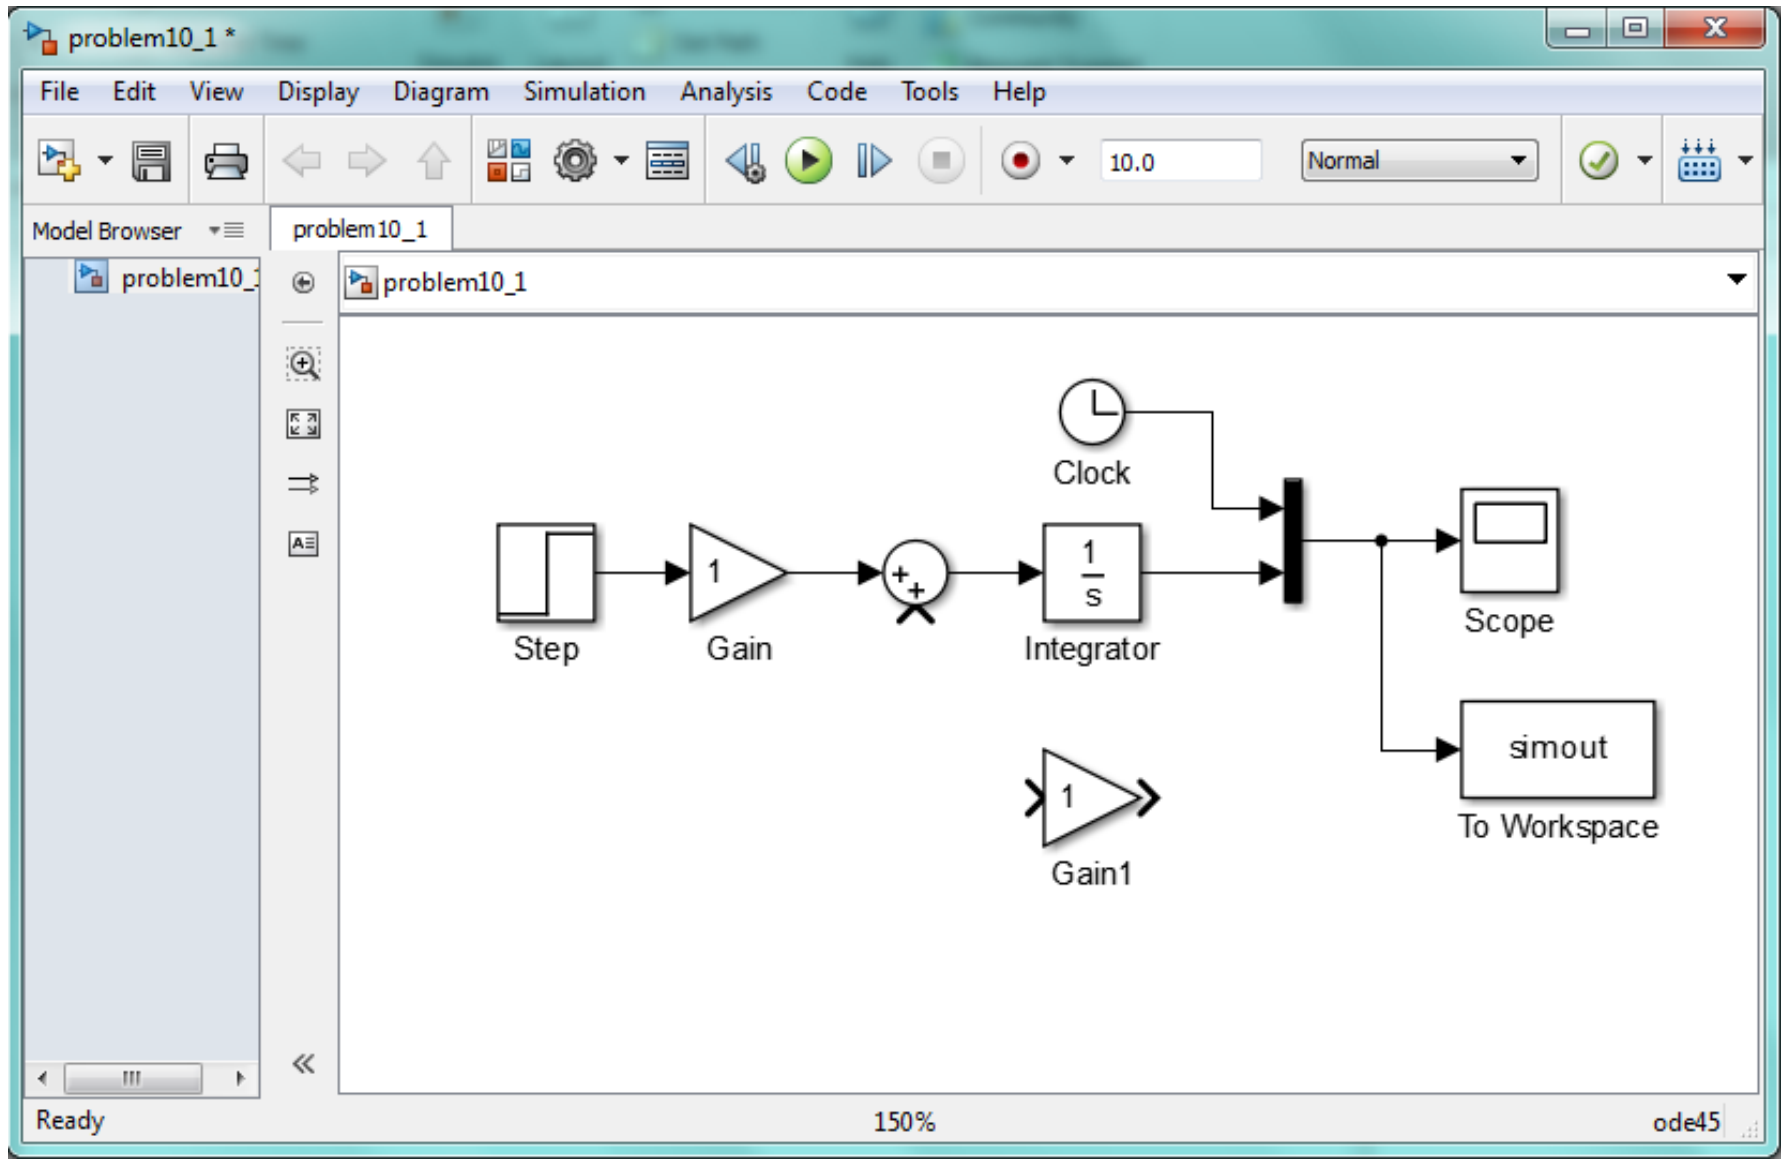 problem10_1 *
File Edit View Display Diagram Simulation Analysis Code Tools Help
10.0 Normal
Model Browser problem10_1
problem10_1 problem10_1
Clock
1
+
+
1
s
Step Gain Integrator Scope
simout
1
To Workspace
Gain1
Ready 150% ode45